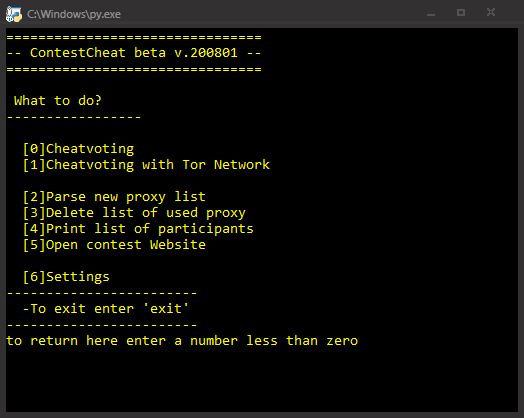 C:\Windows\py.exe
================================
-- ContestCheat beta v.200801 --
================================
What to do?
-----------------
[0]Cheatvoting
[1]Cheatvoting with Tor Network
[2]Parse new proxy list
[3]Delete list of used proxy
[4]Print list of participants
[5]Open contest Website
[6]Settings
------------------------
-To exit enter 'exit'
------------------------
to return here enter a number less than zero